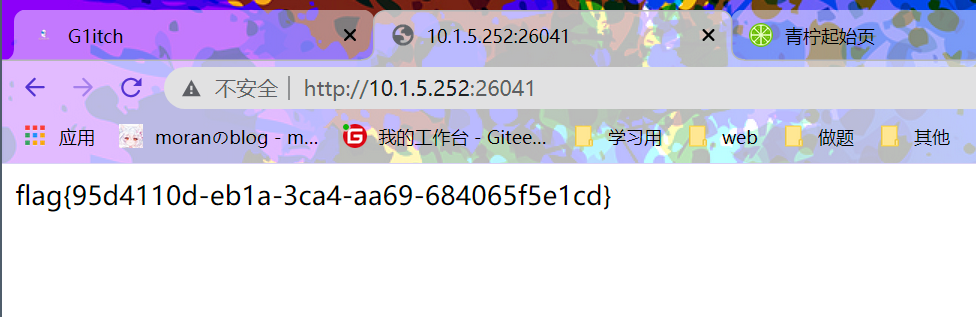 G1itch 10.1.5.252:26041 青柠起始页
不安全 http://10.1.5.252:26041
应用 moranのblog - m... 我的工作台 - Gitee... 学习用 web 做题 其他
flag{95d4110d-eb1a-3ca4-aa69-684065f5e1cd}